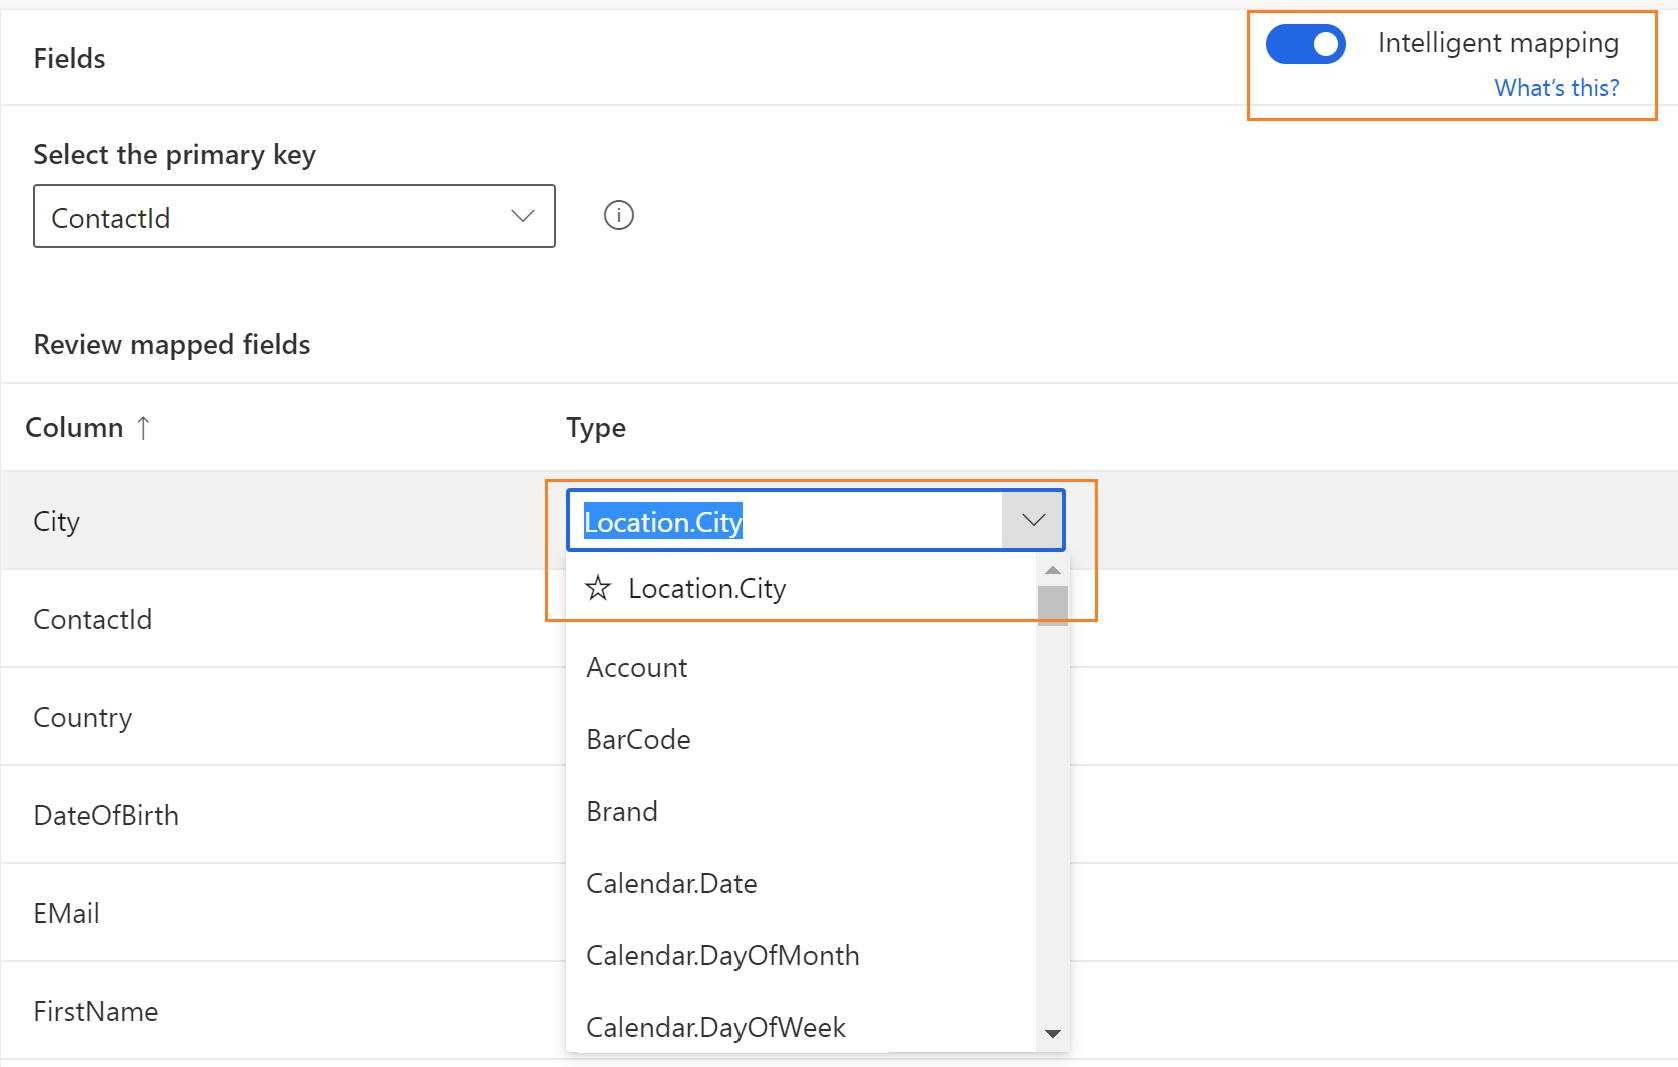 Fields
Intelligent mapping
What's this?
Select the primary key
ContactId
Review mapped fields
Column ↑
Type
City
Location.City
Location.City
ContactId
Account
Country
BarCode
DateOfBirth
Brand
Calendar.Date
EMail
Calendar.DayOfMonth
FirstName
Calendar.DayOfWeek